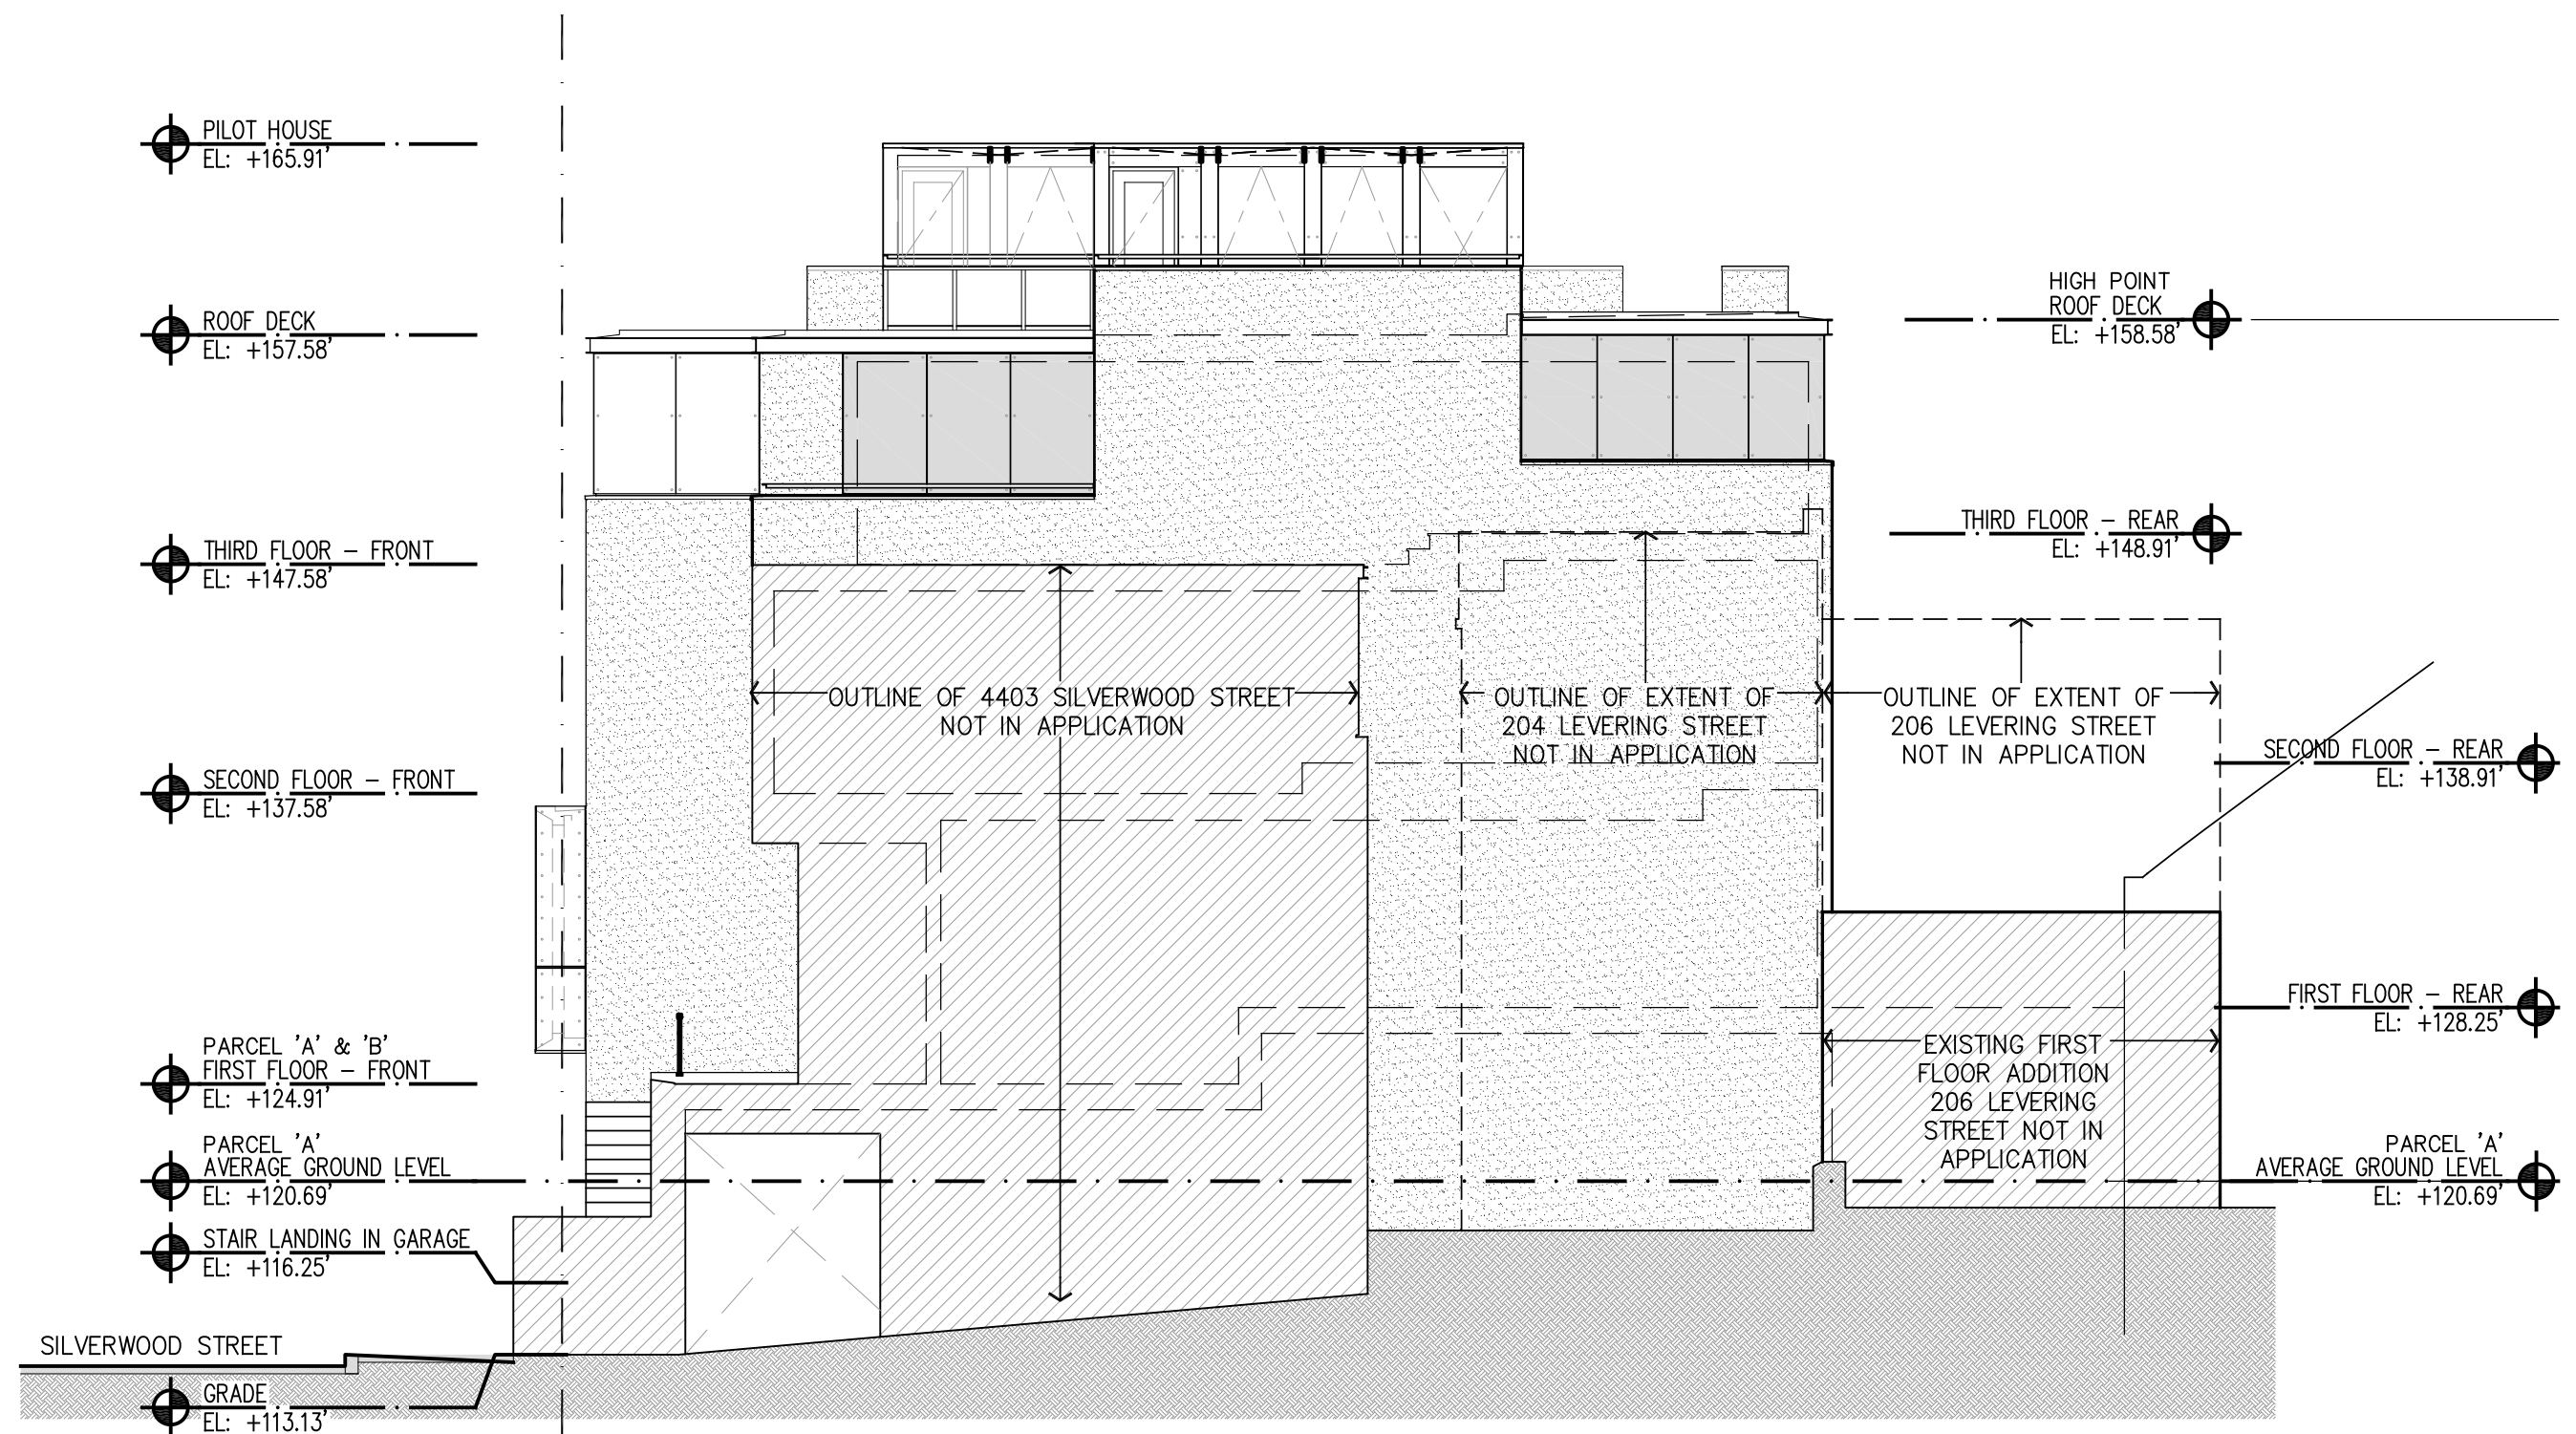 PILOT HOUSE
EL: +165.91'
ROOF DECK
EL: +157.58'
THIRD FLOOR – FRONT
EL: +147.58'
SECOND FLOOR – FRONT
EL: +137.58'
PARCEL 'A' & 'B'
FIRST FLOOR – FRONT
EL: +124.91'
PARCEL 'A'
AVERAGE GROUND LEVEL
EL: +120.69'
STAIR LANDING IN GARAGE
EL: +116.25'
SILVERWOOD STREET
GRADE
EL: +113.13'
OUTLINE OF 4403 SILVERWOOD STREET
NOT IN APPLICATION
OUTLINE OF EXTENT OF
204 LEVERING STREET
NOT IN APPLICATION
OUTLINE OF EXTENT OF
206 LEVERING STREET
NOT IN APPLICATION
EXISTING FIRST
FLOOR ADDITION
206 LEVERING
STREET NOT IN
APPLICATION
HIGH POINT
ROOF DECK
EL: +158.58'
THIRD FLOOR – REAR
EL: +148.91'
SECOND FLOOR – REAR
EL: +138.91'
FIRST FLOOR – REAR
EL: +128.25'
PARCEL 'A'
AVERAGE GROUND LEVEL
EL: +120.69'